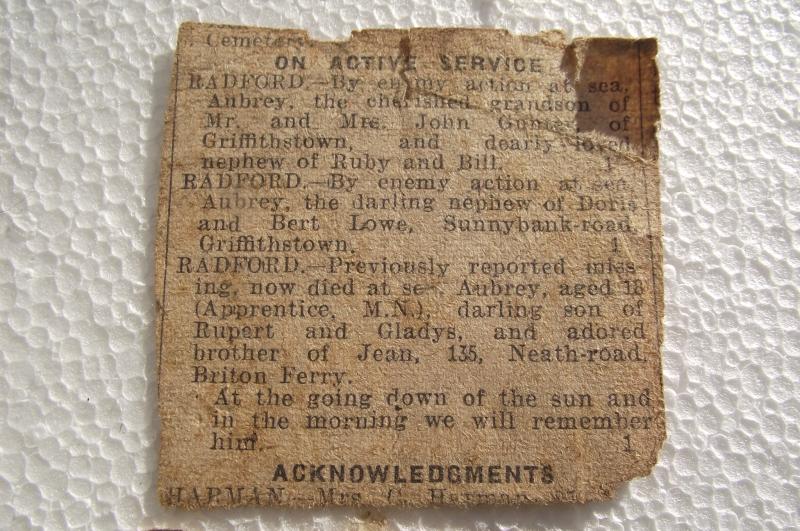 Cemetery.
ON ACTIVE SERVICE
RADFORD.—By enemy action at sea,
Aubrey, the cherished grandson of
Mr. and Mrs. John Gunter, of
Griffithstown, and dearly loved
nephew of Ruby and Bill. 1
RADFORD.—By enemy action at sea,
Aubrey, the darling nephew of Doris
and Bert Lowe, Sunnybank-road,
Griffithstown. 1
RADFORD.—Previously reported miss-
ing, now died at sea, Aubrey, aged 18
(Apprentice, M.N.), darling son of
Rupert and Gladys, and adored
brother of Jean, 135, Neath-road,
Briton Ferry.
At the going down of the sun and
in the morning we will remember
him. 1
ACKNOWLEDGMENTS
HARMAN.—Mrs. Harman